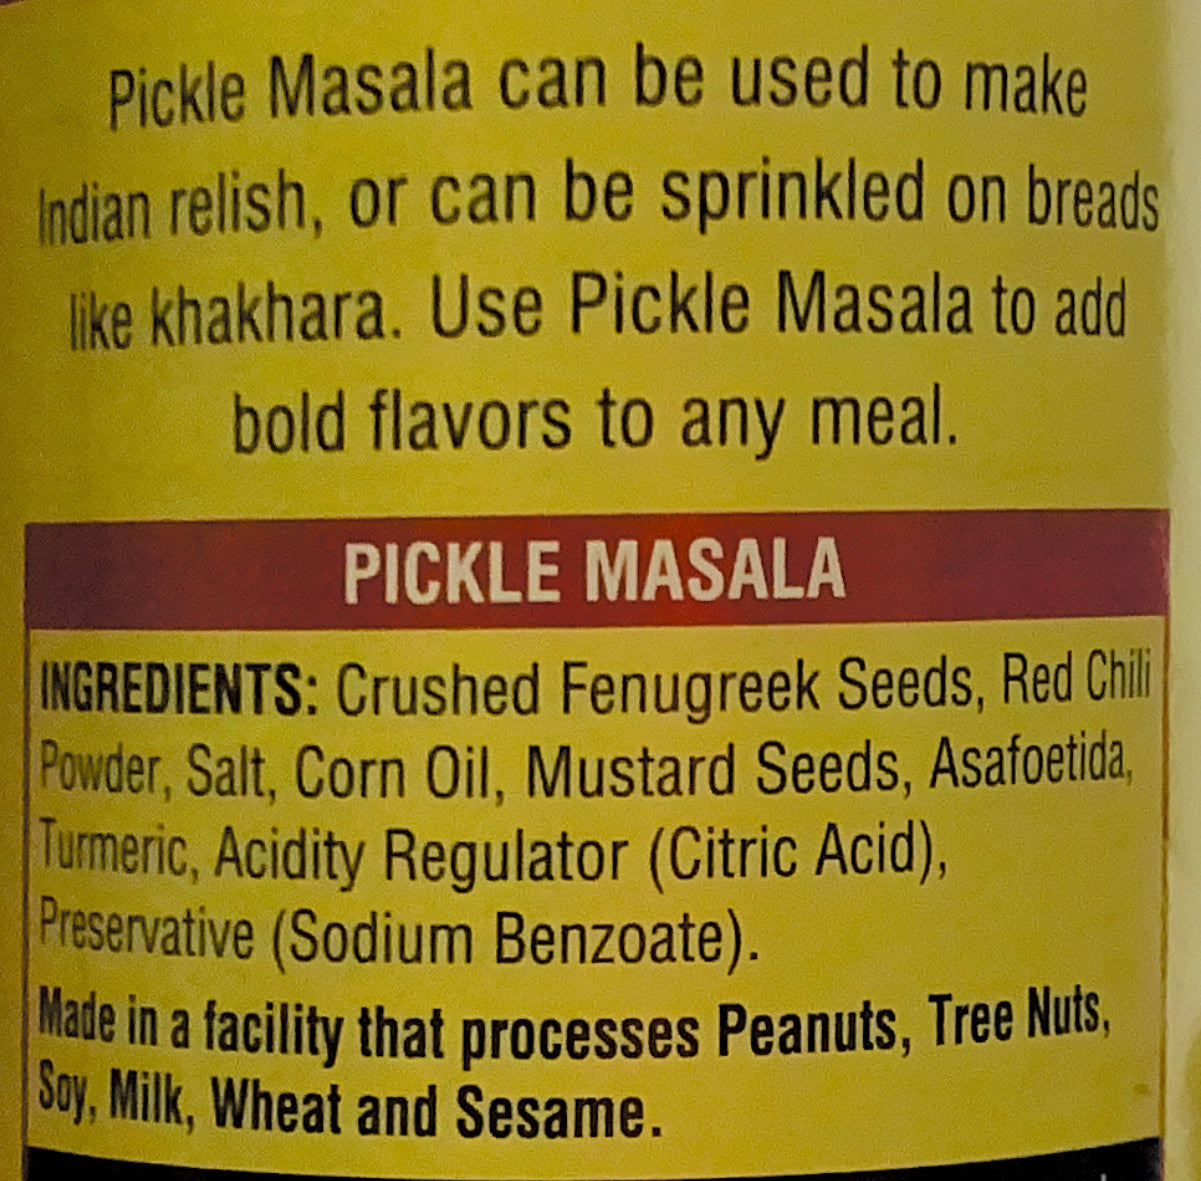 Pickle Masala can be used to make
Indian relish, or can be sprinkled on breads
like khakhara. Use Pickle Masala to add
bold flavors to any meal.
PICKLE MASALA
INGREDIENTS: Crushed Fenugreek Seeds, Red Chili
Powder, Salt, Corn Oil, Mustard Seeds, Asafoetida,
Turmeric, Acidity Regulator (Citric Acid),
Preservative (Sodium Benzoate).
Made in a facility that processes Peanuts, Tree Nuts,
Soy, Milk, Wheat and Sesame.